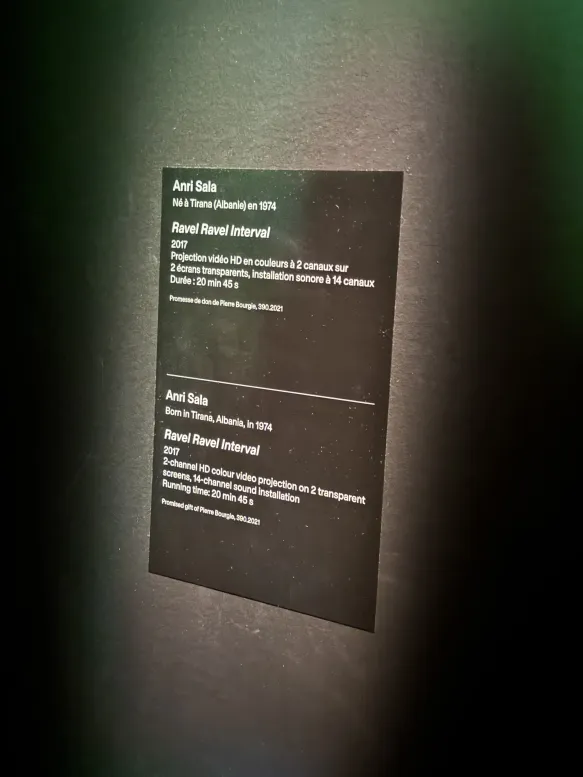 Anri Sala
Né à Tirana (Albanie) en 1974
Ravel Ravel Interval
2017
Projection vidéo HD en couleurs à 2 canaux sur
2 écrans transparents, installation sonore à 14 canaux
Durée : 20 min 45 s
Promesse de don de Pierre Bourgie, 390.2021
Anri Sala
Born in Tirana, Albania, in 1974
Ravel Ravel Interval
2017
2-channel HD colour video projection on 2 transparent
screens, 14-channel sound installation
Running time: 20 min 45 s
Promised gift of Pierre Bourgie, 390.2021